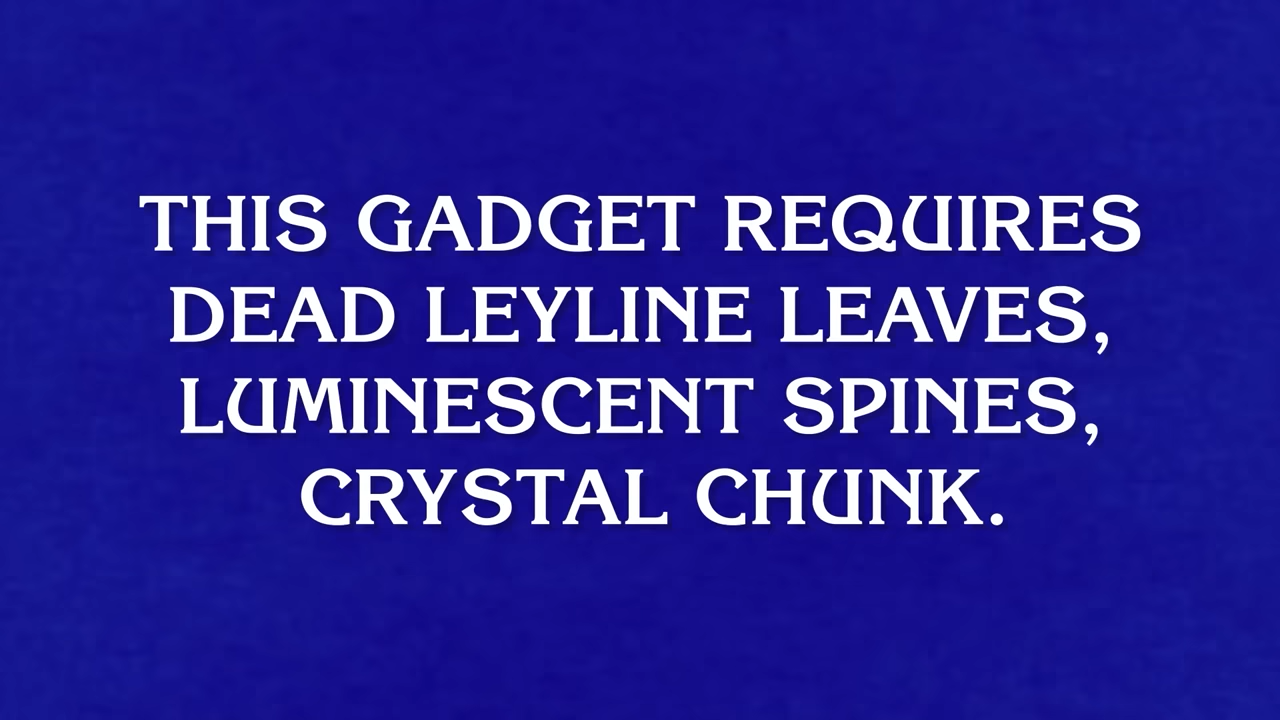 THIS GADGET REQUIRES
DEAD LEYLINE LEAVES,
LUMINESCENT SPINES,
CRYSTAL CHUNK.